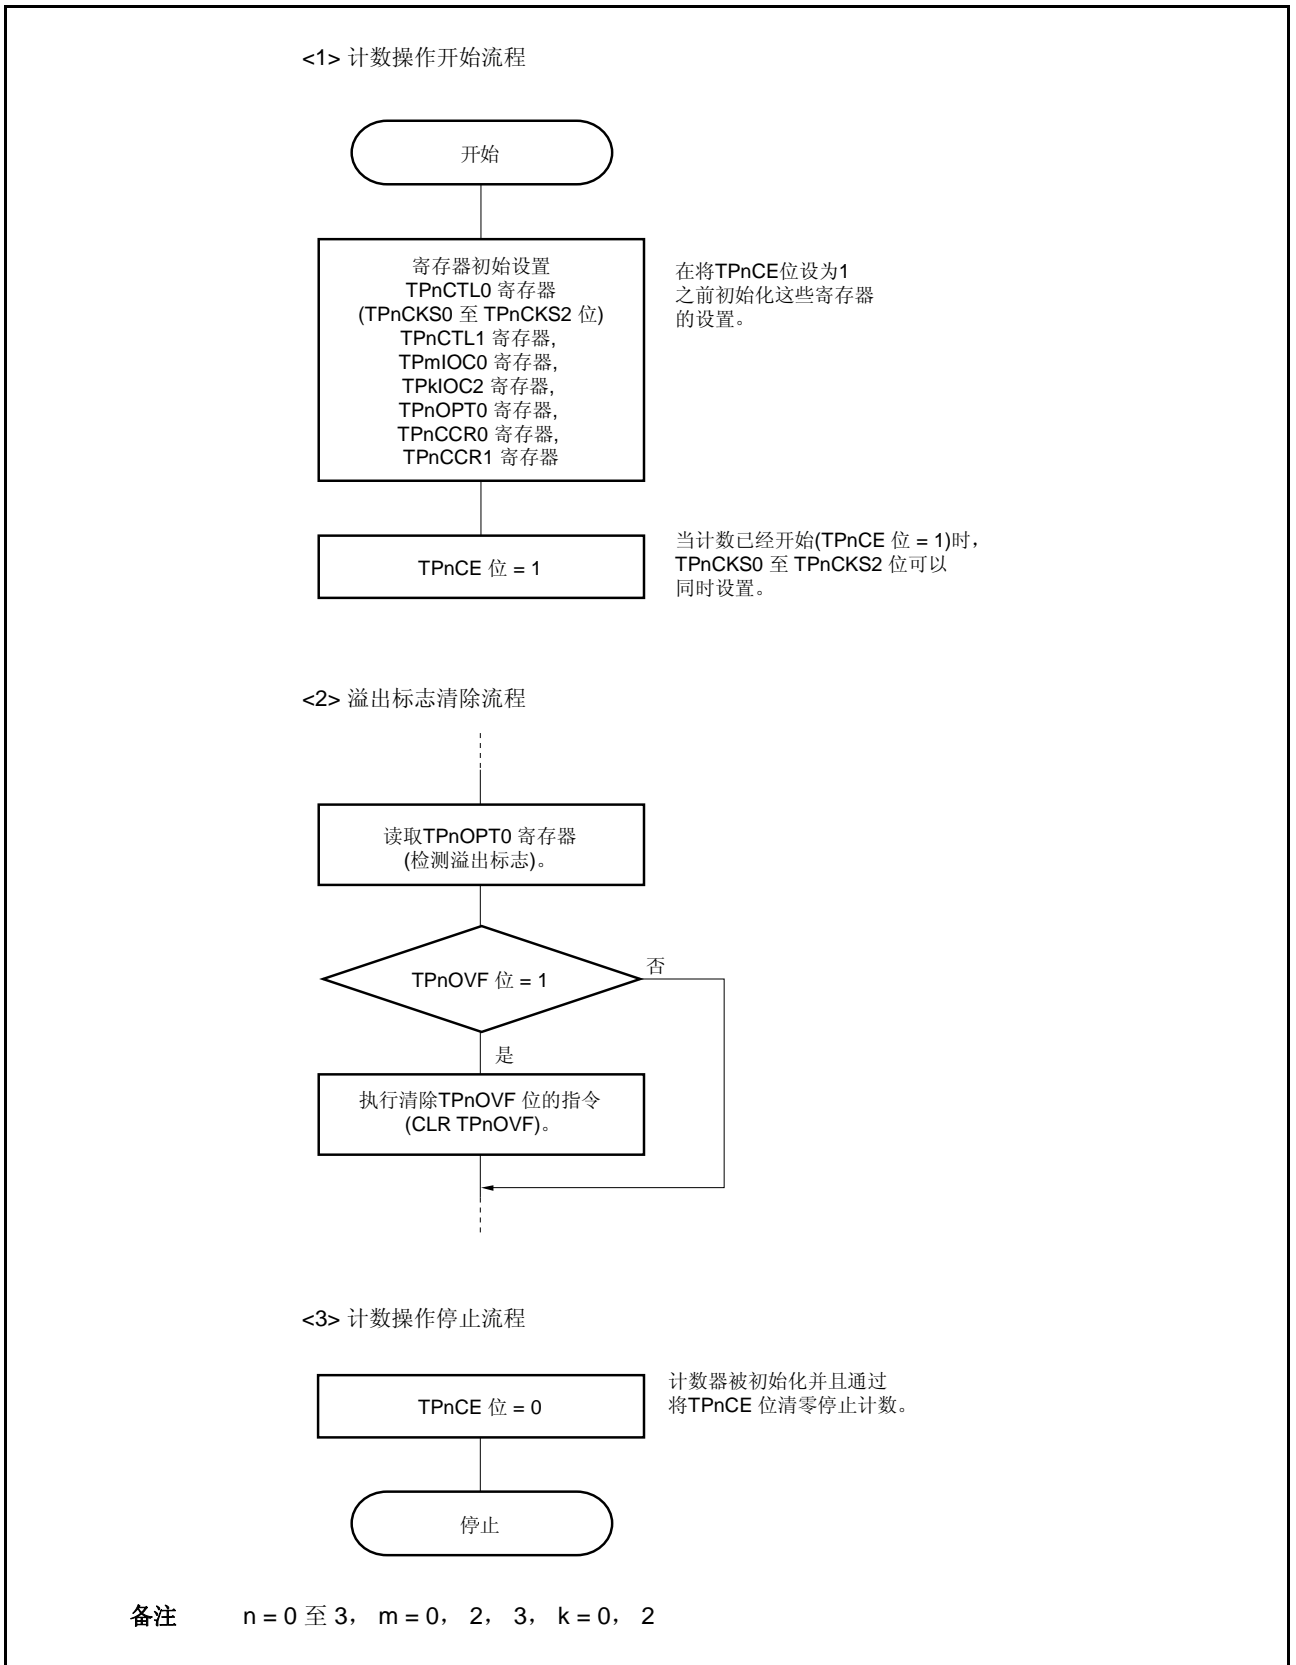 <1> 计数操作开始流程
开始
寄存器初始设置
TPnCTL0 寄存器
(TPnCKS0 至 TPnCKS2 位)
TPnCTL1 寄存器,
TPmIOC0 寄存器,
TPkIOC2 寄存器,
TPnOPT0 寄存器,
TPnCCR0 寄存器,
TPnCCR1 寄存器
在将TPnCE位设为1
之前初始化这些寄存器
的设置。
TPnCE 位 = 1
当计数已经开始(TPnCE 位 = 1)时，
TPnCKS0 至 TPnCKS2 位可以
同时设置。
<2> 溢出标志清除流程
读取TPnOPT0 寄存器
(检测溢出标志)。
TPnOVF 位 = 1
否
是
执行清除TPnOVF 位的指令
(CLR TPnOVF)。
<3> 计数操作停止流程
TPnCE 位 = 0
计数器被初始化并且通过
将TPnCE 位清零停止计数。
停止
备注 n = 0 至 3， m = 0， 2， 3， k = 0， 2